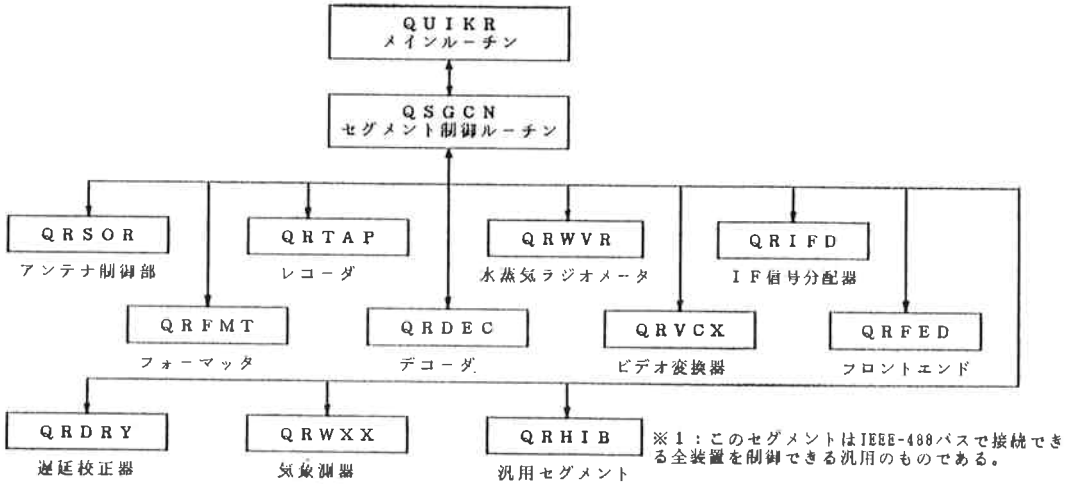 QUIKR
メインルーチン
QSGCN
セグメント制御ルーチン
QRSOR
アンテナ制御部
QRTAP
レコーダ
QRWVR
水蒸気ラジオメータ
QRIFD
IF信号分配器
QRFMT
フォーマッタ
QRDEC
デコーダ
QRVCX
ビデオ変換器
QRFED
フロントエンド
QRDRY
遅延校正器
QRWXX
気象測器
QRHIB
汎用セグメント
※1:このセグメントはIEEE-488バスで接続でき
る全装置を制御できる汎用のものである。